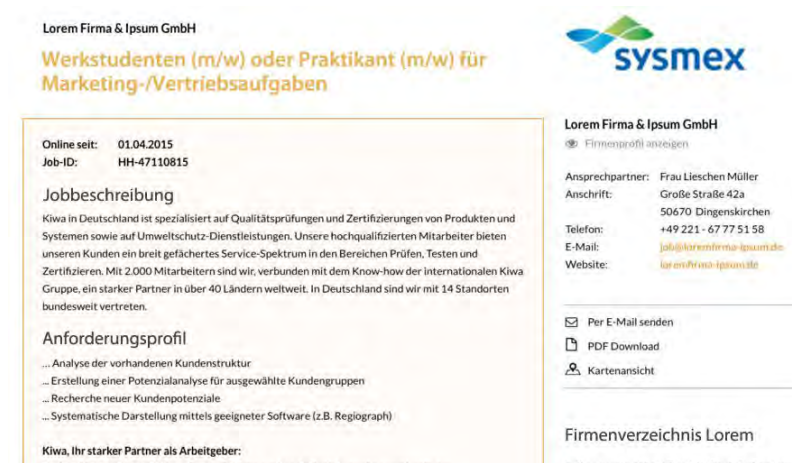 Lorem Firma & Ipsum GmbH
Werkstudenten (m/w) oder Praktikant (m/w) für
Marketing-/Vertriebsaufgaben
Online seit: 01.04.2015
Job-ID: HH-47110815
Jobbeschreibung
Kiwa in Deutschland ist spezialisiert auf Qualitätsprüfungen und Zertifizierungen von Produkten und
Systemen sowie auf Umweltschutz-Dienstleistungen. Unsere hochqualifizierten Mitarbeiter bieten
unseren Kunden ein breit gefächertes Service-Spektrum in den Bereichen Prüfen, Testen und
Zertifizieren. Mit 2.000 Mitarbeitern sind wir, verbunden mit dem Know-how der internationalen Kiwa
Gruppe, ein starker Partner in über 40 Ländern weltweit. In Deutschland sind wir mit 14 Standorten
bundesweit vertreten.
Anforderungsprofil
... Analyse der vorhandenen Kundenstruktur
... Erstellung einer Potenzialanalyse für ausgewählte Kundengruppen
... Recherche neuer Kundenpotenziale
... Systematische Darstellung mittels geeigneter Software (z.B. Regiograph)
Kiwa, Ihr starker Partner als Arbeitgeber:
sysmex
Lorem Firma & Ipsum GmbH
Firmenprofil anzeigen
Ansprechpartner: Frau Lieschen Müller
Anschrift: Große Straße 42a
50670 Dingenskirchen
Telefon: +49 221 - 67 77 51 58
E-Mail: job@loremfirma-ipsum.de
Website: loremfirma-ipsum.de
Per E-Mail senden
PDF Download
Kartenansicht
Firmenverzeichnis Lorem